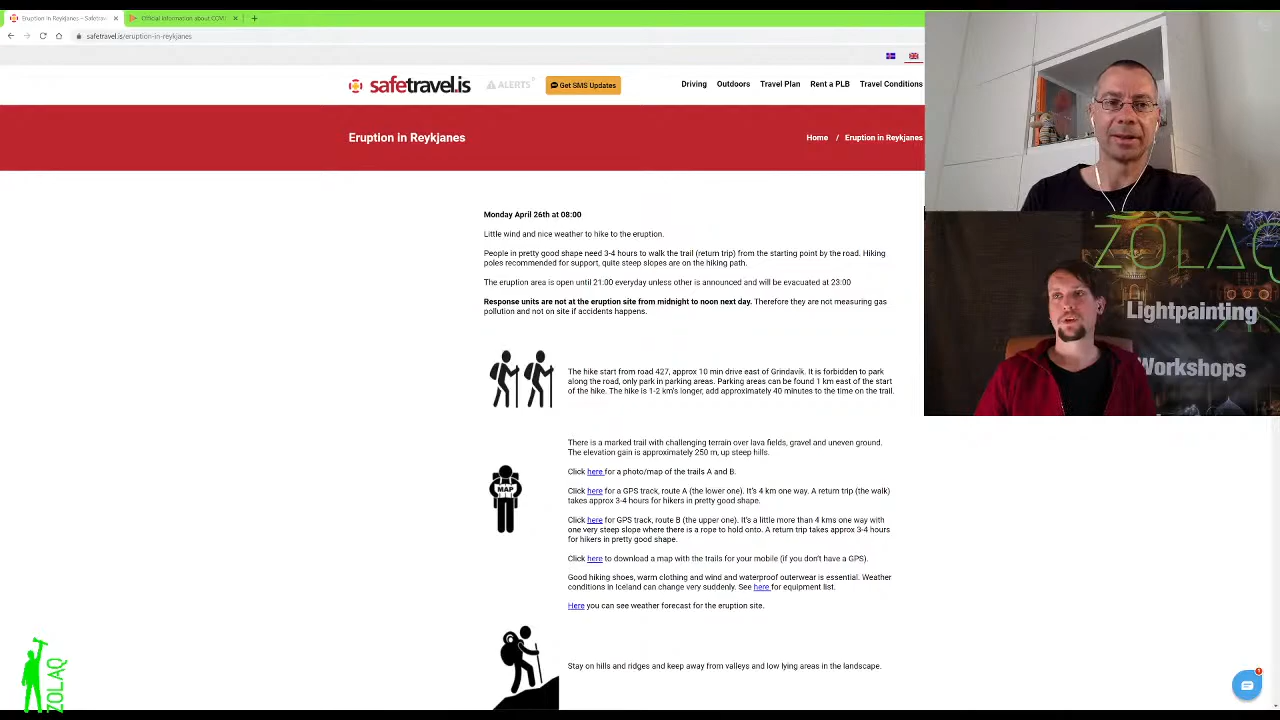 Eruption in Reykjanes – Safetrav
Official information about COVI
safetravel.is/eruption-in-reykjanes
safetravel.is
ALERTS
Get SMS Updates
Driving
Outdoors
Travel Plan
Rent a PLB
Travel Conditions
Eruption in Reykjanes
Home / Eruption in Reykjanes
Monday April 26th at 08:00
Little wind and nice weather to hike to the eruption.
People in pretty good shape need 3-4 hours to walk the trail (return trip) from the starting point by the road. Hiking
poles recommended for support, quite steep slopes are on the hiking path.
The eruption area is open until 21:00 everyday unless other is announced and will be evacuated at 23:00
Response units are not at the eruption site from midnight to noon next day. Therefore they are not measuring gas
pollution and not on site if accidents happens.
The hike start from road 427, approx 10 min drive east of Grindavík. It is forbidden to park
along the road, only park in parking areas. Parking areas can be found 1 km east of the start
of the hike. The hike is 1-2 km's longer, add approximately 40 minutes to the time on the trail.
There is a marked trail with challenging terrain over lava fields, gravel and uneven ground.
The elevation gain is approximately 250 m, up steep hills.
MAP
Click here for a photo/map of the trails A and B.
Click here for a GPS track, route A (the lower one). It's 4 km one way. A return trip (the walk)
takes approx 3-4 hours for hikers in pretty good shape.
Click here for GPS track, route B (the upper one). It's a little more than 4 kms one way with
one very steep slope where there is a rope to hold onto. A return trip takes approx 3-4 hours
for hikers in pretty good shape.
Click here to download a map with the trails for your mobile (if you don't have a GPS).
Good hiking shoes, warm clothing and wind and waterproof outerwear is essential. Weather
conditions in Iceland can change very suddenly. See here for equipment list.
Here you can see weather forecast for the eruption site.
Stay on hills and ridges and keep away from valleys and low lying areas in the landscape.
ZOLAQ
Lightpainting
Workshops
ZOLAQ
1